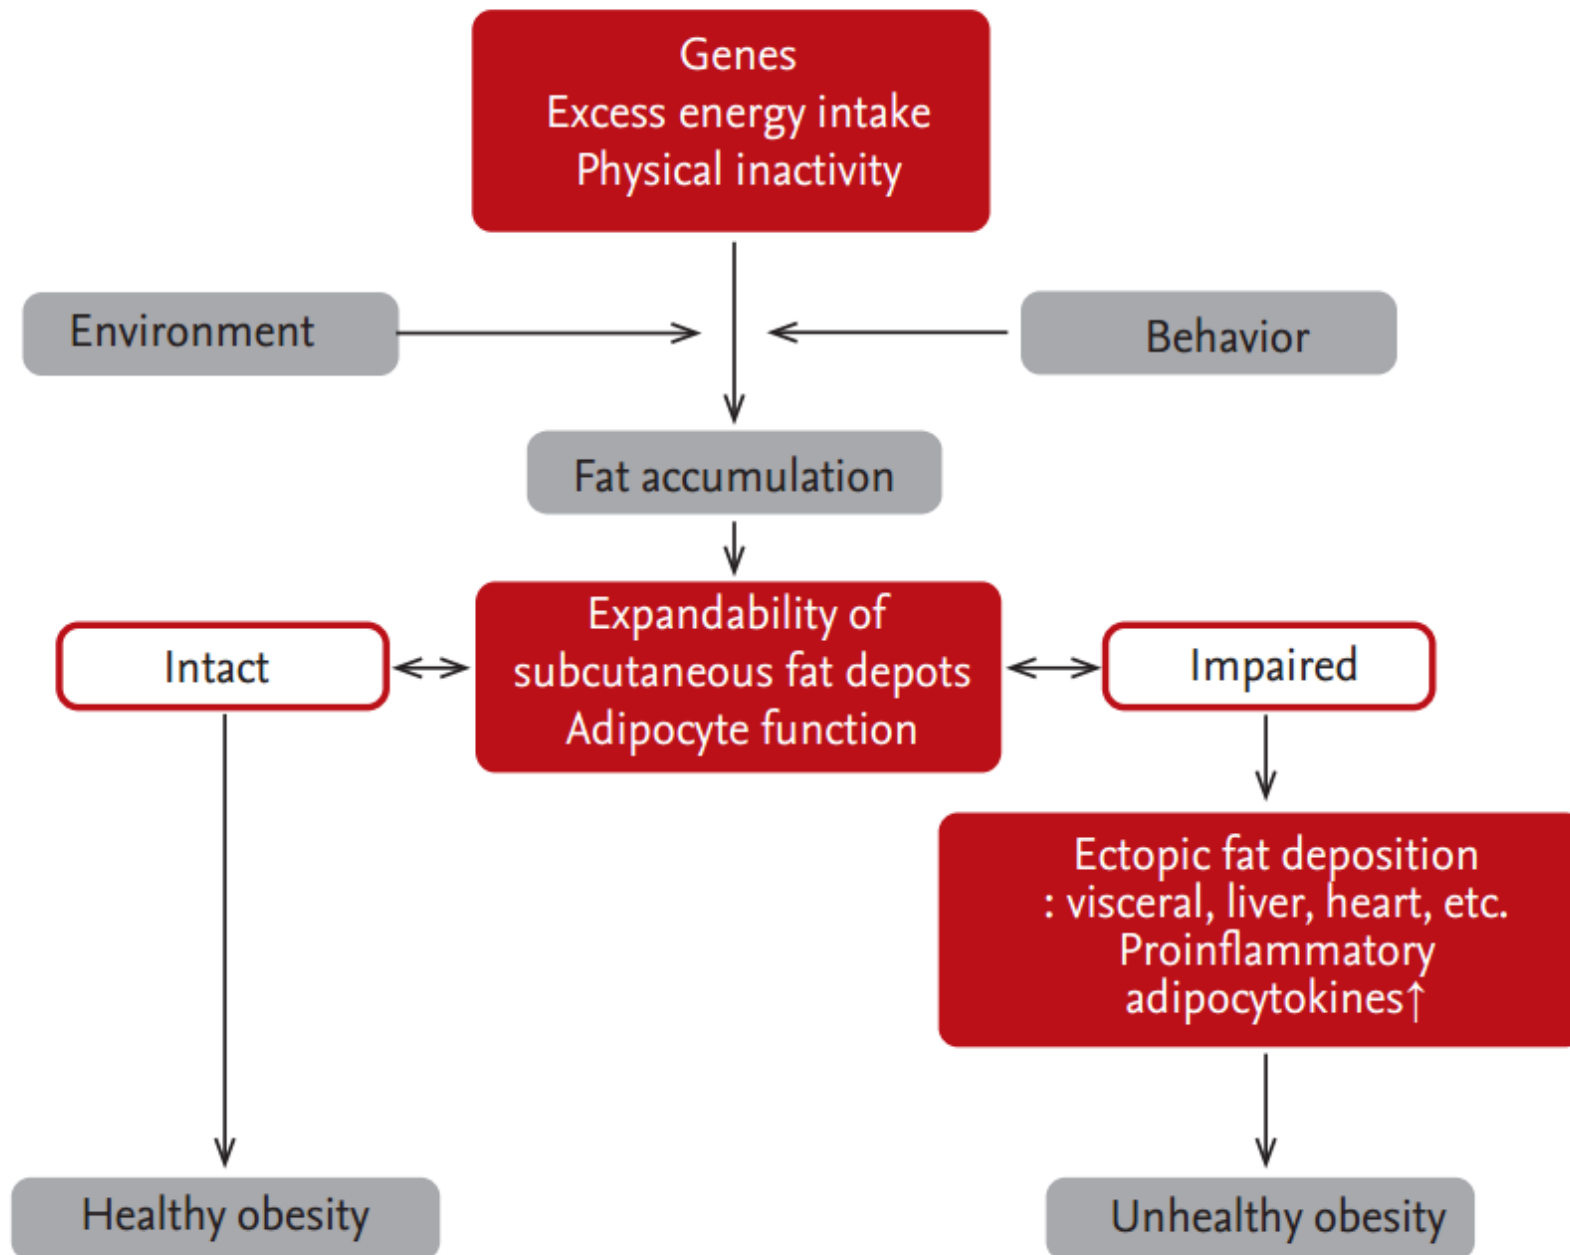 Genes
Excess energy intake
Physical inactivity
Environment
Behavior
Fat accumulation
Expandability of
subcutaneous fat depots
Adipocyte function
Intact
Impaired
Ectopic fat deposition
: visceral, liver, heart, etc.
Proinflammatory
adipocytokines↑
Healthy obesity
Unhealthy obesity